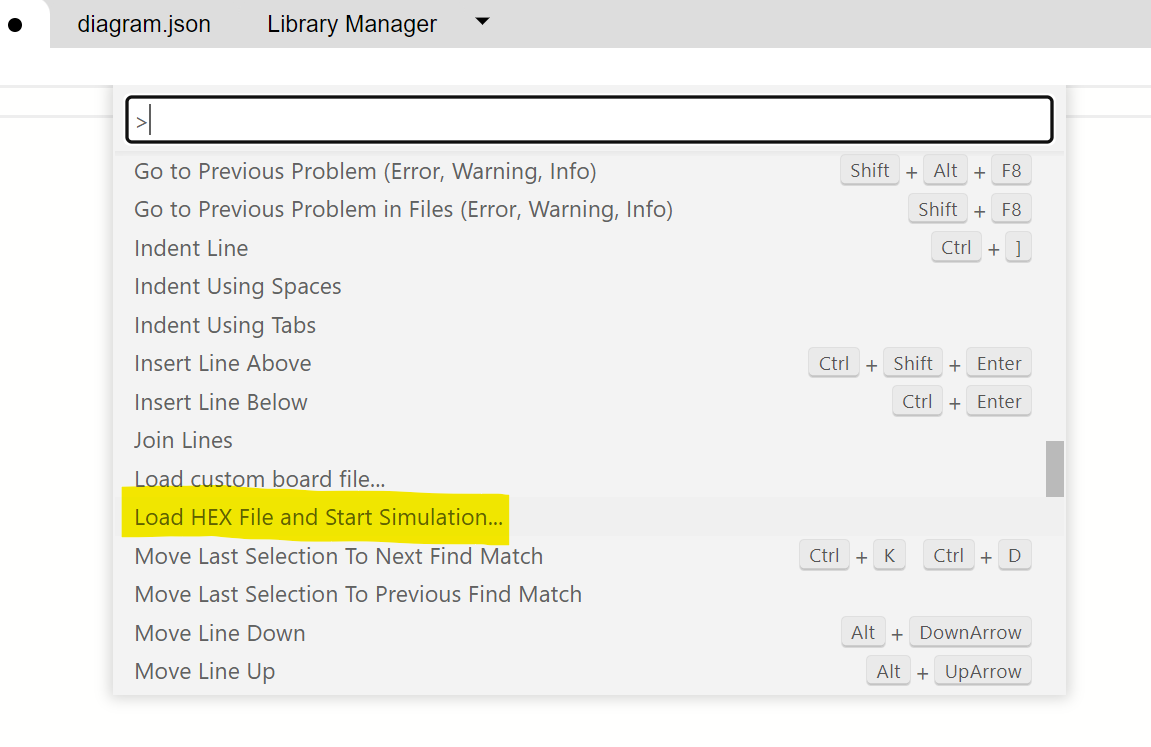 diagram.json Library Manager
>
Go to Previous Problem (Error, Warning, Info) Shift + Alt + F8
Go to Previous Problem in Files (Error, Warning, Info) Shift + F8
Indent Line Ctrl + ]
Indent Using Spaces
Indent Using Tabs
Insert Line Above Ctrl + Shift + Enter
Insert Line Below Ctrl + Enter
Join Lines
Load custom board file...
Load HEX File and Start Simulation...
Move Last Selection To Next Find Match Ctrl + K Ctrl + D
Move Last Selection To Previous Find Match
Move Line Down Alt + DownArrow
Move Line Up Alt + UpArrow